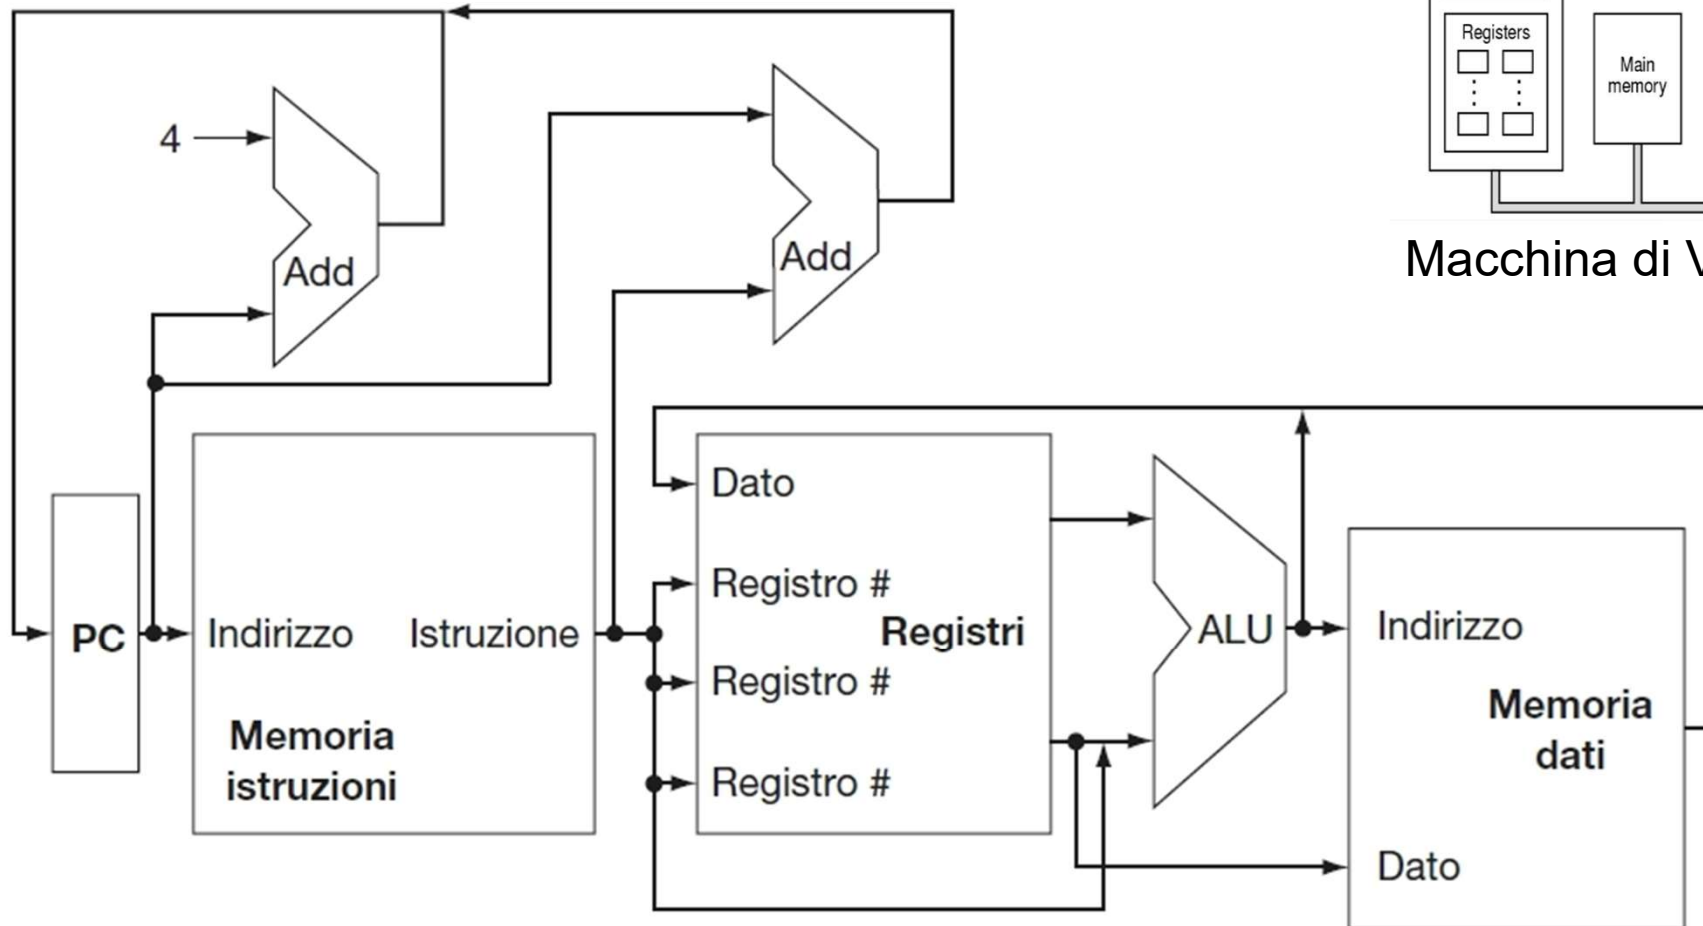 Registers
Main
memory
4
Add
Add
Macchina di V
Dato
Registro #
PC
Indirizzo
Istruzione
Registri
ALU
Indirizzo
Registro #
Memoria
istruzioni
Memoria
dati
Registro #
Dato